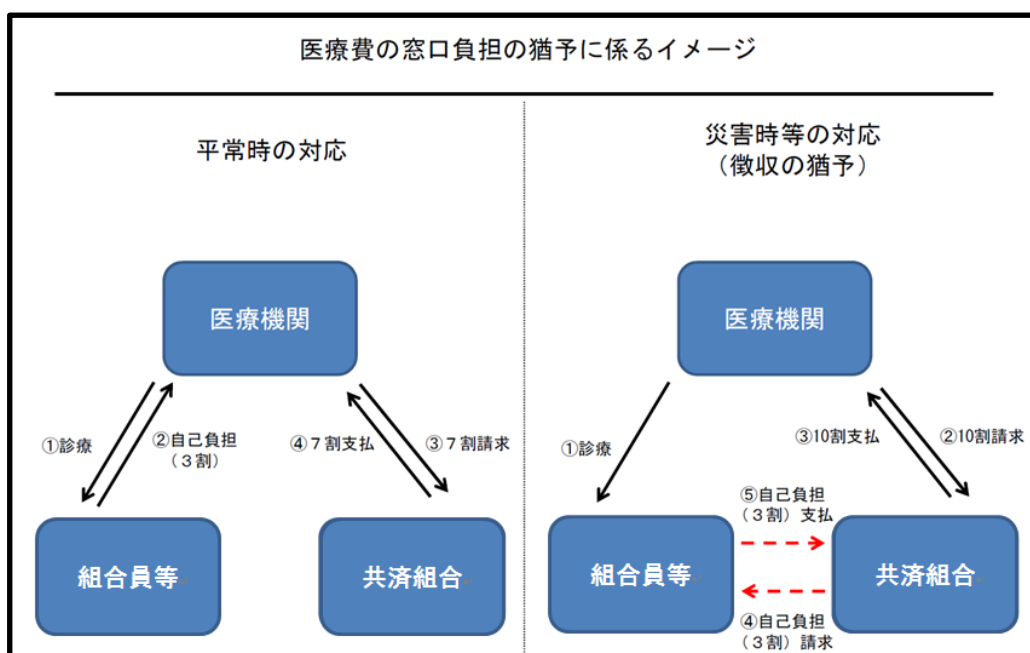 医療費の窓口負担の猶予に係るイメージ
平常時の対応
医療機関
①診療
②自己負担
（３割）
④７割支払
③７割請求
組合員等
共済組合
災害時等の対応
（徴収の猶予）
医療機関
①診療
③10割支払
②10割請求
⑤自己負担
（３割）支払
組合員等
共済組合
④自己負担
（３割）請求